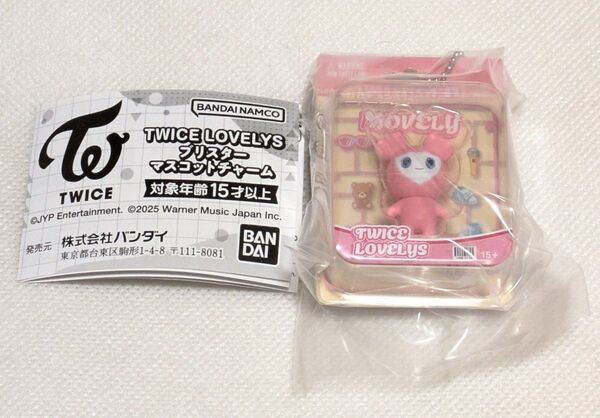 TWICE
BANDAI NAMCO
TWICE LOVELYS
ブリスター
マスコットチャーム
対象年齢15才以上
©JYP Entertainment. ©2025 Warner Music Japan Inc.
発売元
株式会社バンダイ
東京都台東区駒形1-4-8 〒111-8081
BAN
DAI
MOVELY
TWICE
LOVELYS
15+